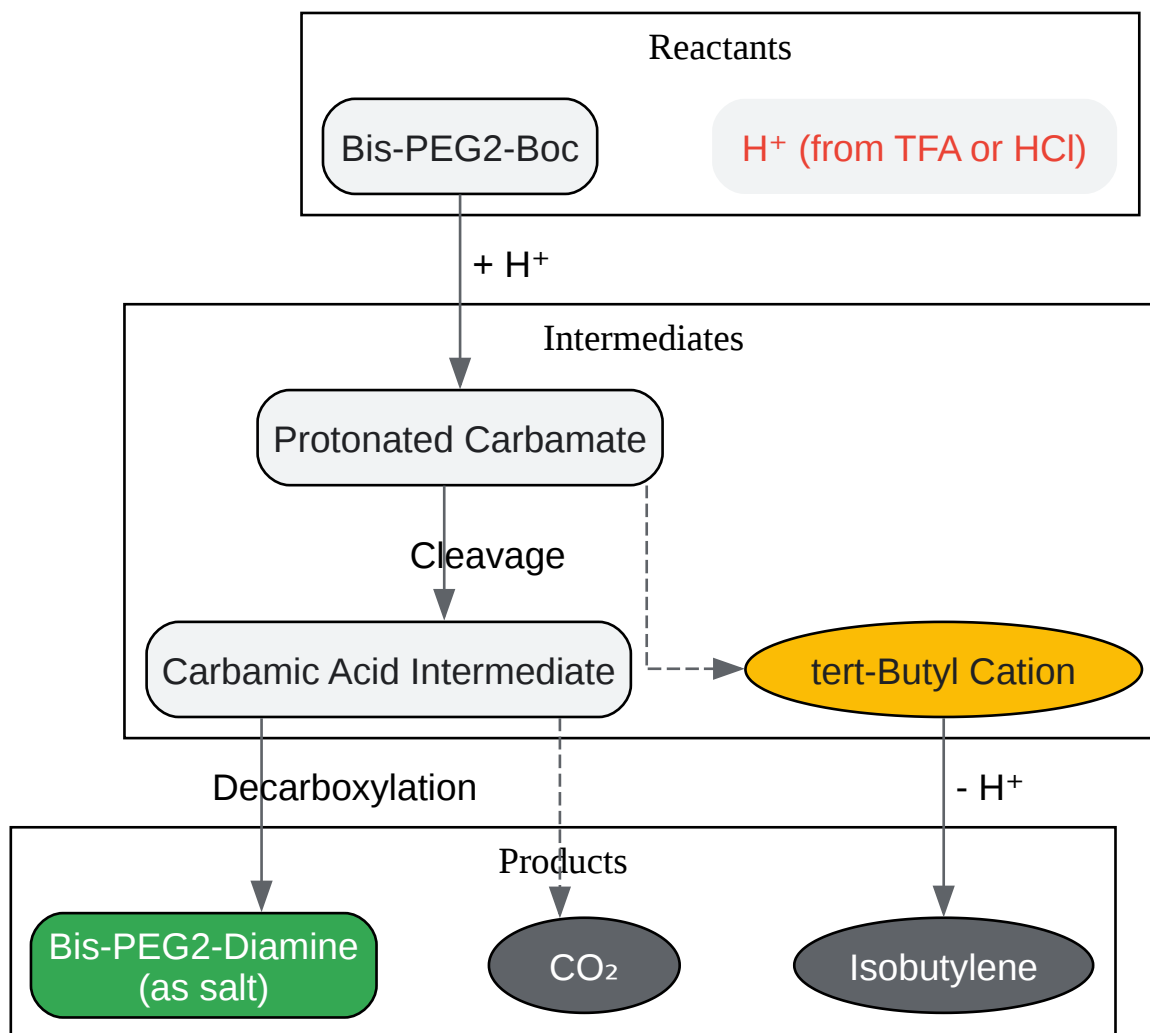 Reactants
Bis-PEG2-Boc
H⁺ (from TFA or HCl)
+ H⁺
Intermediates
Protonated Carbamate
Cleavage
Carbamic Acid Intermediate
tert-Butyl Cation
Decarboxylation
- H⁺
Products
Bis-PEG2-Diamine
(as salt)
CO₂
Isobutylene